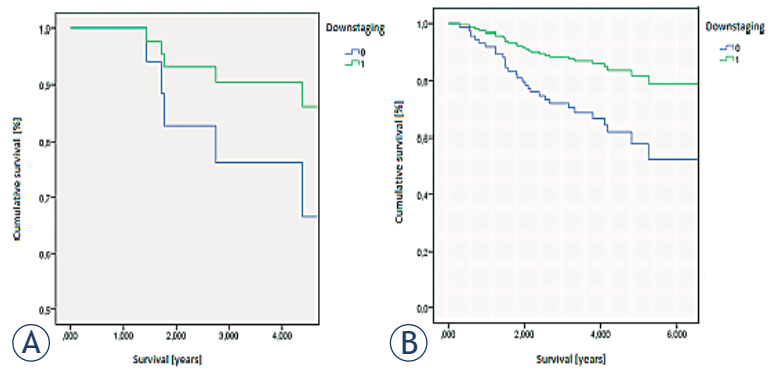 Downstaging
0
1
Cumulative survival [%]
1,0
0,9
0,8
0,7
0,6
0,5
,000 1,000 2,000 3,000 4,000
Survival [years]
A
Downstaging
0
1
Cumulative survival [%]
1,0
0,8
0,6
0,4
0,2
0,0
,000 2,000 4,000 6,000
Survival [years]
B